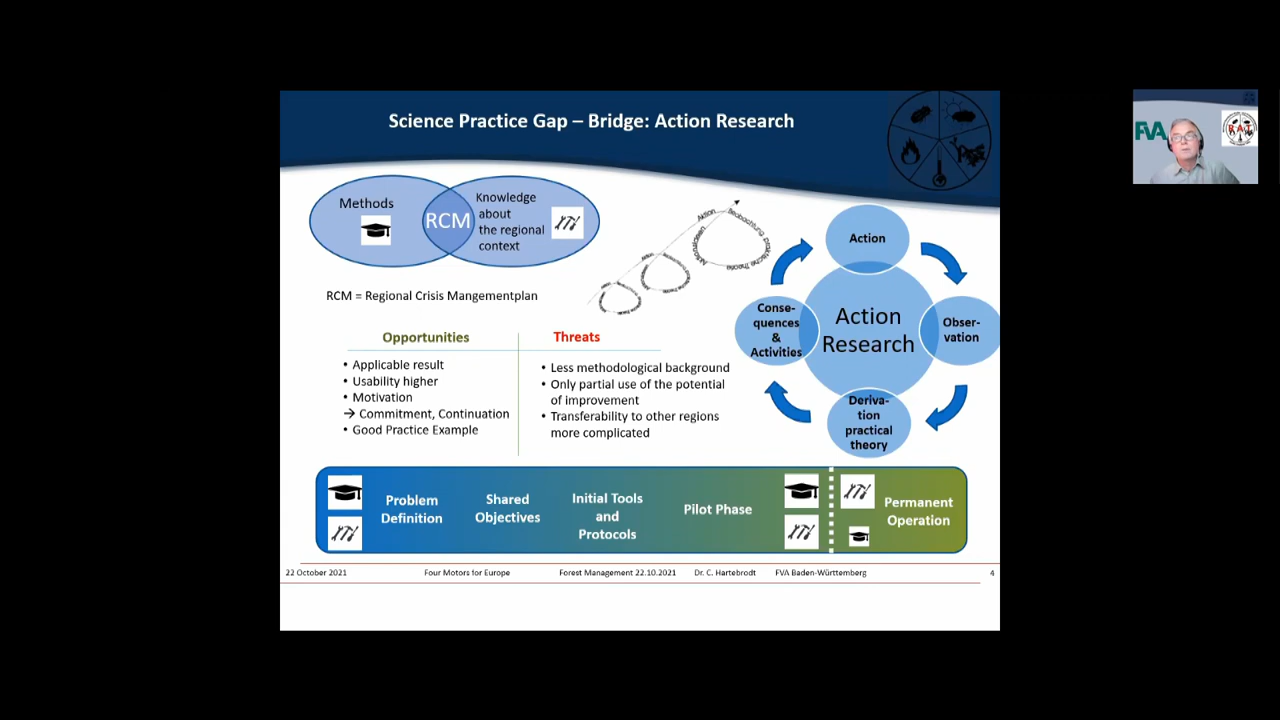 Science Practice Gap – Bridge: Action Research
Methods
RCM
Knowledge
about
the regional
context
RCM = Regional Crisis Mangementplan
Aktion
Beobachtung
praktische Theorie
Action
Obser-
vation
Deriva-
tion
practical
theory
Conse-
quences
&
Activities
Action
Research
Opportunities
• Applicable result
• Usability higher
• Motivation
→ Commitment, Continuation
• Good Practice Example
Threats
• Less methodological background
• Only partial use of the potential
of improvement
• Transferability to other regions
more complicated
Problem
Definition
Shared
Objectives
Initial Tools
and
Protocols
Pilot Phase
Permanent
Operation
22 October 2021 Four Motors for Europe Forest Management 22.10.2021 Dr. C. Hartebrodt FVA Baden-Württemberg 4
FVA